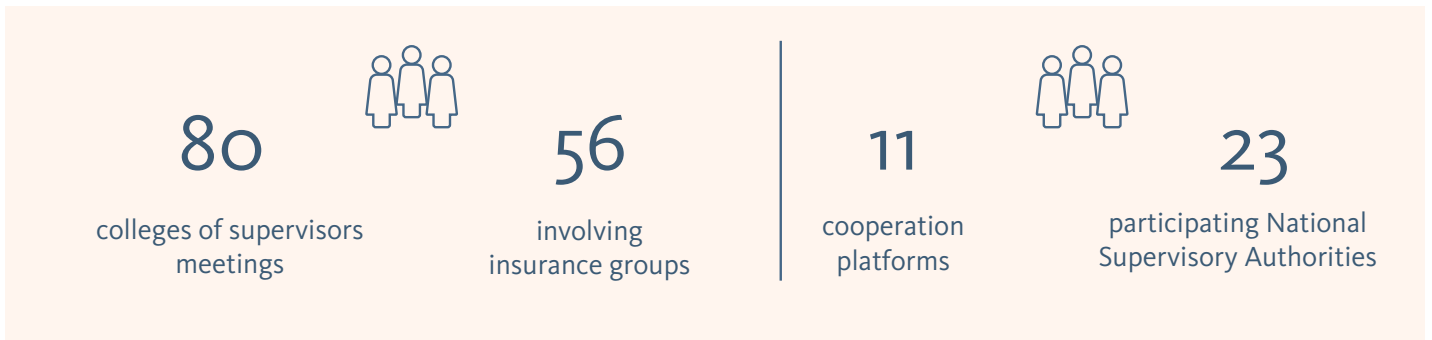 80
colleges of supervisors
meetings
56
involving
insurance groups
11
cooperation
platforms
23
participating National
Supervisory Authorities